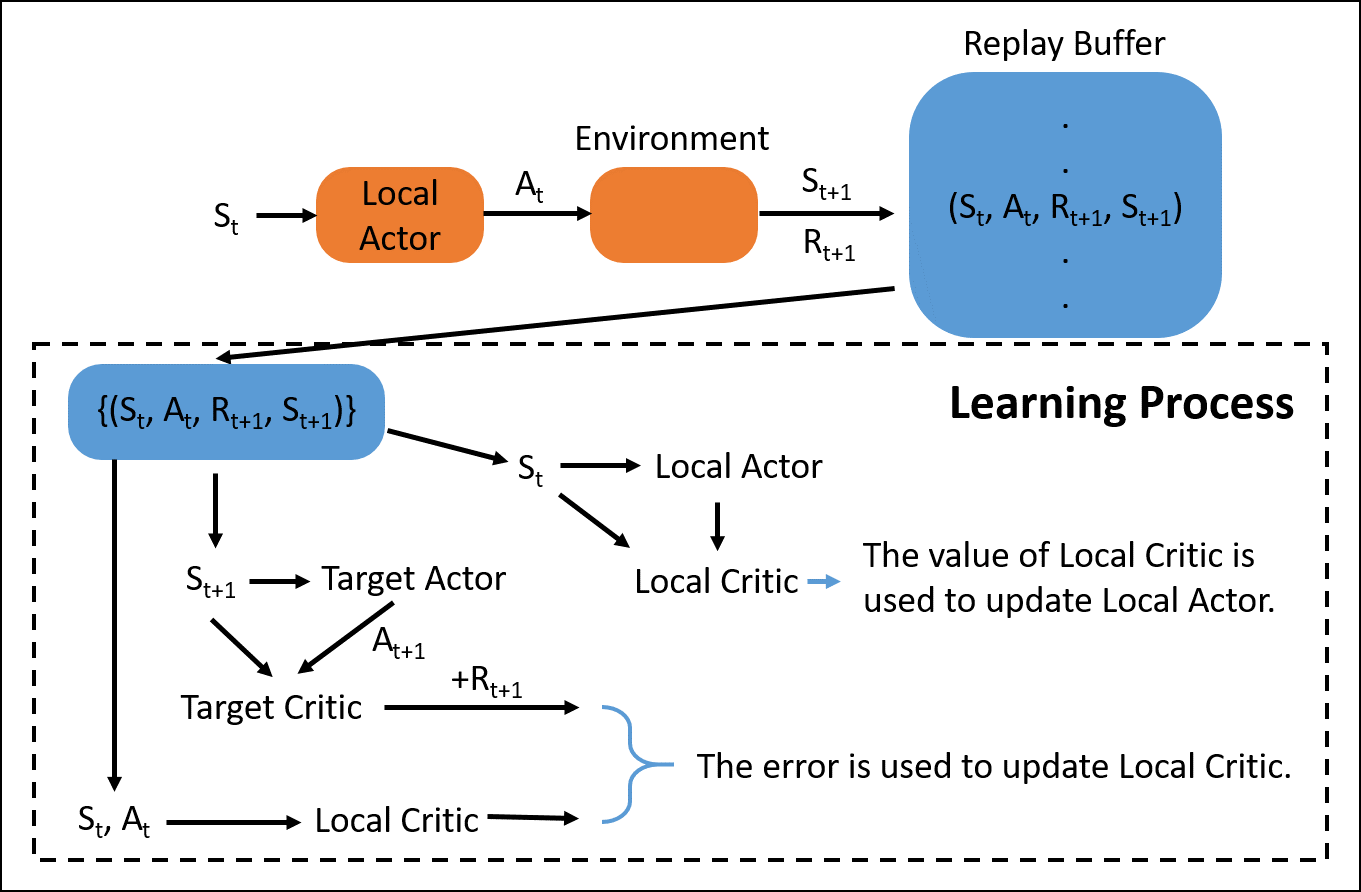 Replay Buffer
.
Environment
.
Local
Actor
S_t
A_t
S_{t+1}
R_{t+1}
(S_t, A_t, R_{t+1}, S_{t+1})
.
.
{(S_t, A_t, R_{t+1}, S_{t+1})}
Learning Process
S_t
Local Actor
S_{t+1}
Target Actor
Local Critic
The value of Local Critic is
used to update Local Actor.
A_{t+1}
+R_{t+1}
Target Critic
The error is used to update Local Critic.
S_t, A_t
Local Critic